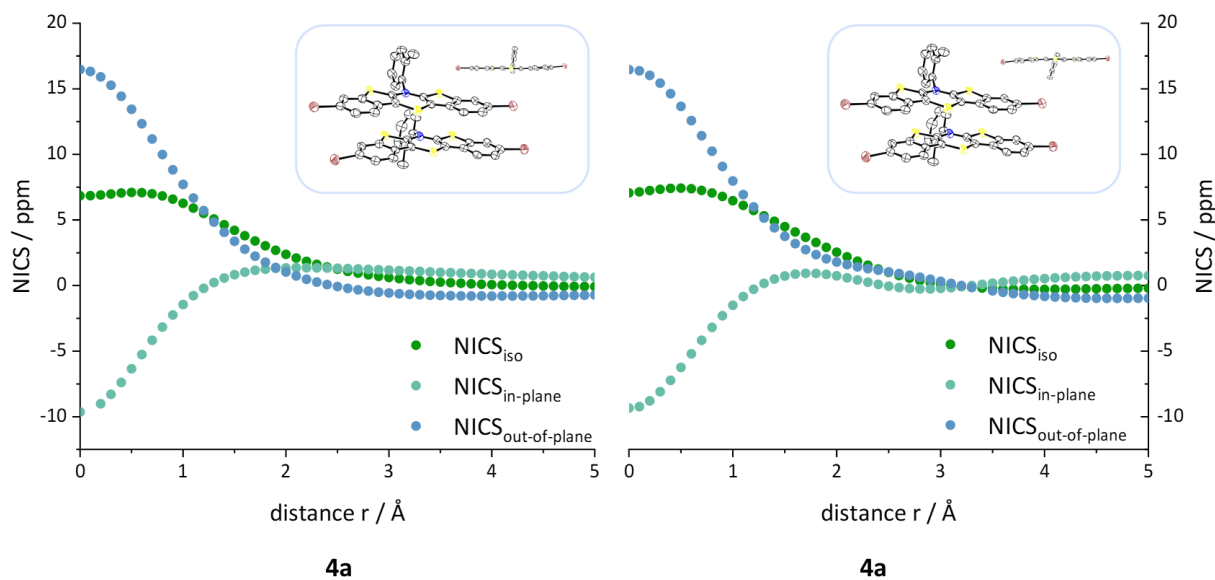 20
15
10
5
0
-5
-10
NICS / ppm
NICSiso
NICSin-plane
NICSout-of-plane
0 1 2 3 4 5
distance r / Å
4a
NICSiso
NICSin-plane
NICSout-of-plane
20
15
10
5
0
-5
-10
NICS / ppm
0 1 2 3 4 5
distance r / Å
4a